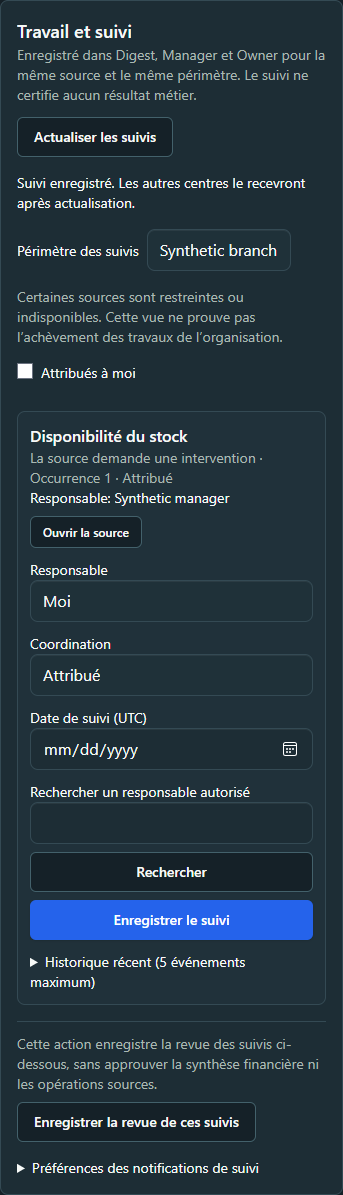 Travail et suivi
Enregistré dans Digest, Manager et Owner pour la
même source et le même périmètre. Le suivi ne
certifie aucun résultat métier.
Actualiser les suivis
Suivi enregistré. Les autres centres le recevront
après actualisation.
Périmètre des suivis
Synthetic branch
Certaines sources sont restreintes ou
indisponibles. Cette vue ne prouve pas
l’achèvement des travaux de l’organisation.
Attribués à moi
Disponibilité du stock
La source demande une intervention ·
Occurrence 1 · Attribué
Responsable: Synthetic manager
Ouvrir la source
Responsable
Moi
Coordination
Attribué
Date de suivi (UTC)
mm/dd/yyyy
Rechercher un responsable autorisé
Rechercher
Enregistrer le suivi
Historique récent (5 événements
maximum)
Cette action enregistre la revue des suivis ci-
dessous, sans approuver la synthèse financière ni
les opérations sources.
Enregistrer la revue de ces suivis
Préférences des notifications de suivi